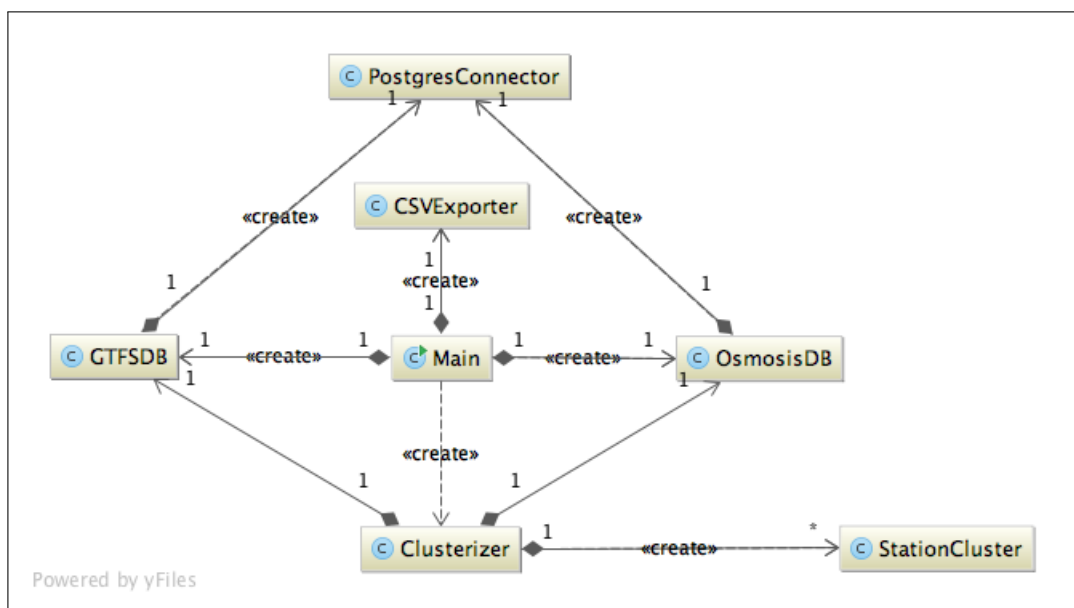 C PostgresConnector
1 1
«create» «create»
C CSVExporter
1
«create»
1
1 1
C GTFSDB
1 «create» 1
C Main
1 «create» 1
C OsmosisDB
1 1
«create»
1 1
C Clusterizer
1 «create» *
C StationCluster
Powered by yFiles